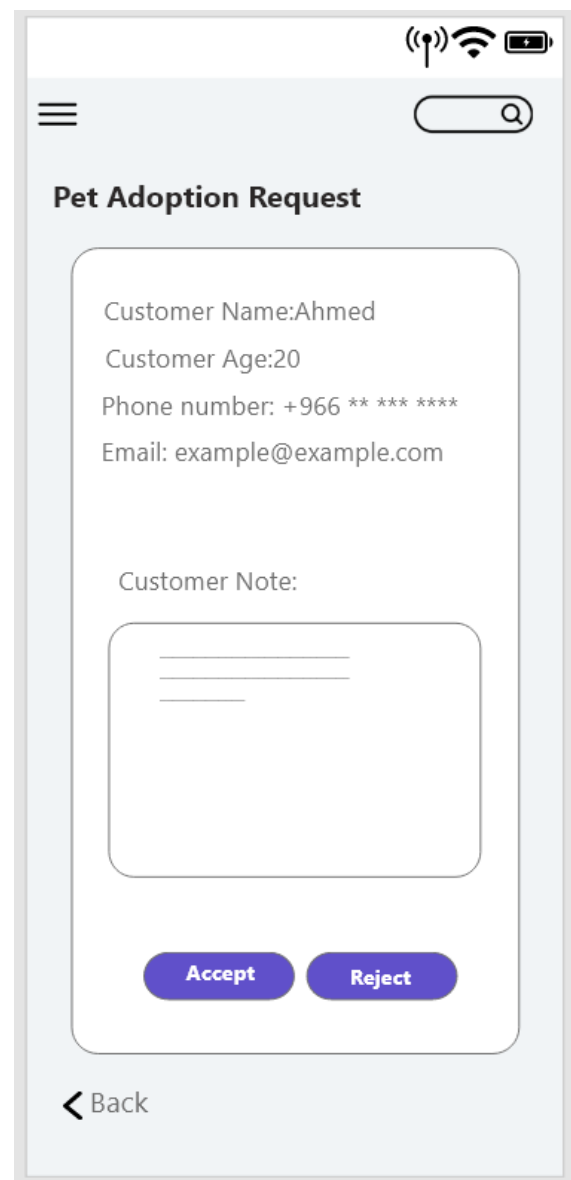 Pet Adoption Request
Customer Name:Ahmed
Customer Age:20
Phone number: +966 ** *** ****
Email: example@example.com
Customer Note:
Accept Reject
Back